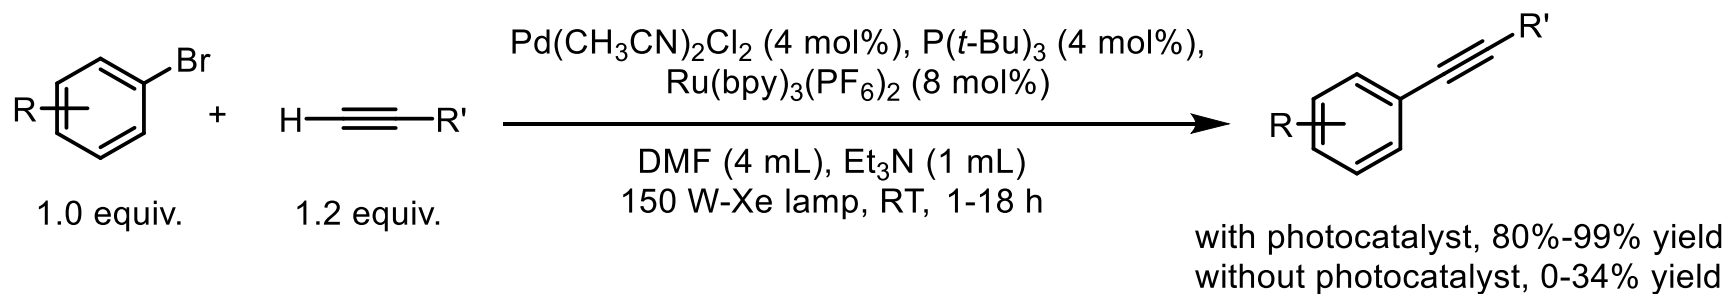 Pd(CH3CN)2Cl2 (4 mol%), P(t-Bu)3 (4 mol%),
Ru(bpy)3(PF6)2 (8 mol%)
R Br + H R' R R'
DMF (4 mL), Et3N (1 mL)
150 W-Xe lamp, RT, 1-18 h
1.0 equiv. 1.2 equiv.
with photocatalyst, 80%-99% yield
without photocatalyst, 0-34% yield